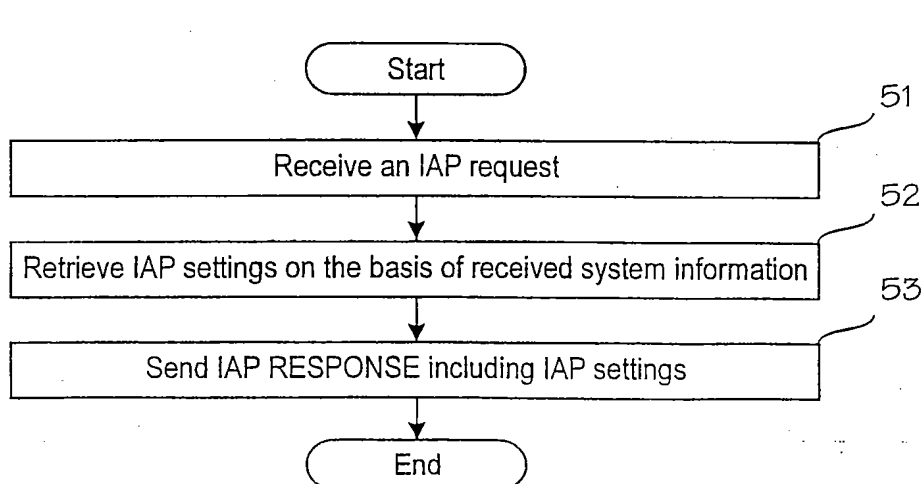 Start
51
Receive an IAP request
52
Retrieve IAP settings on the basis of received system information
53
Send IAP RESPONSE including IAP settings
End